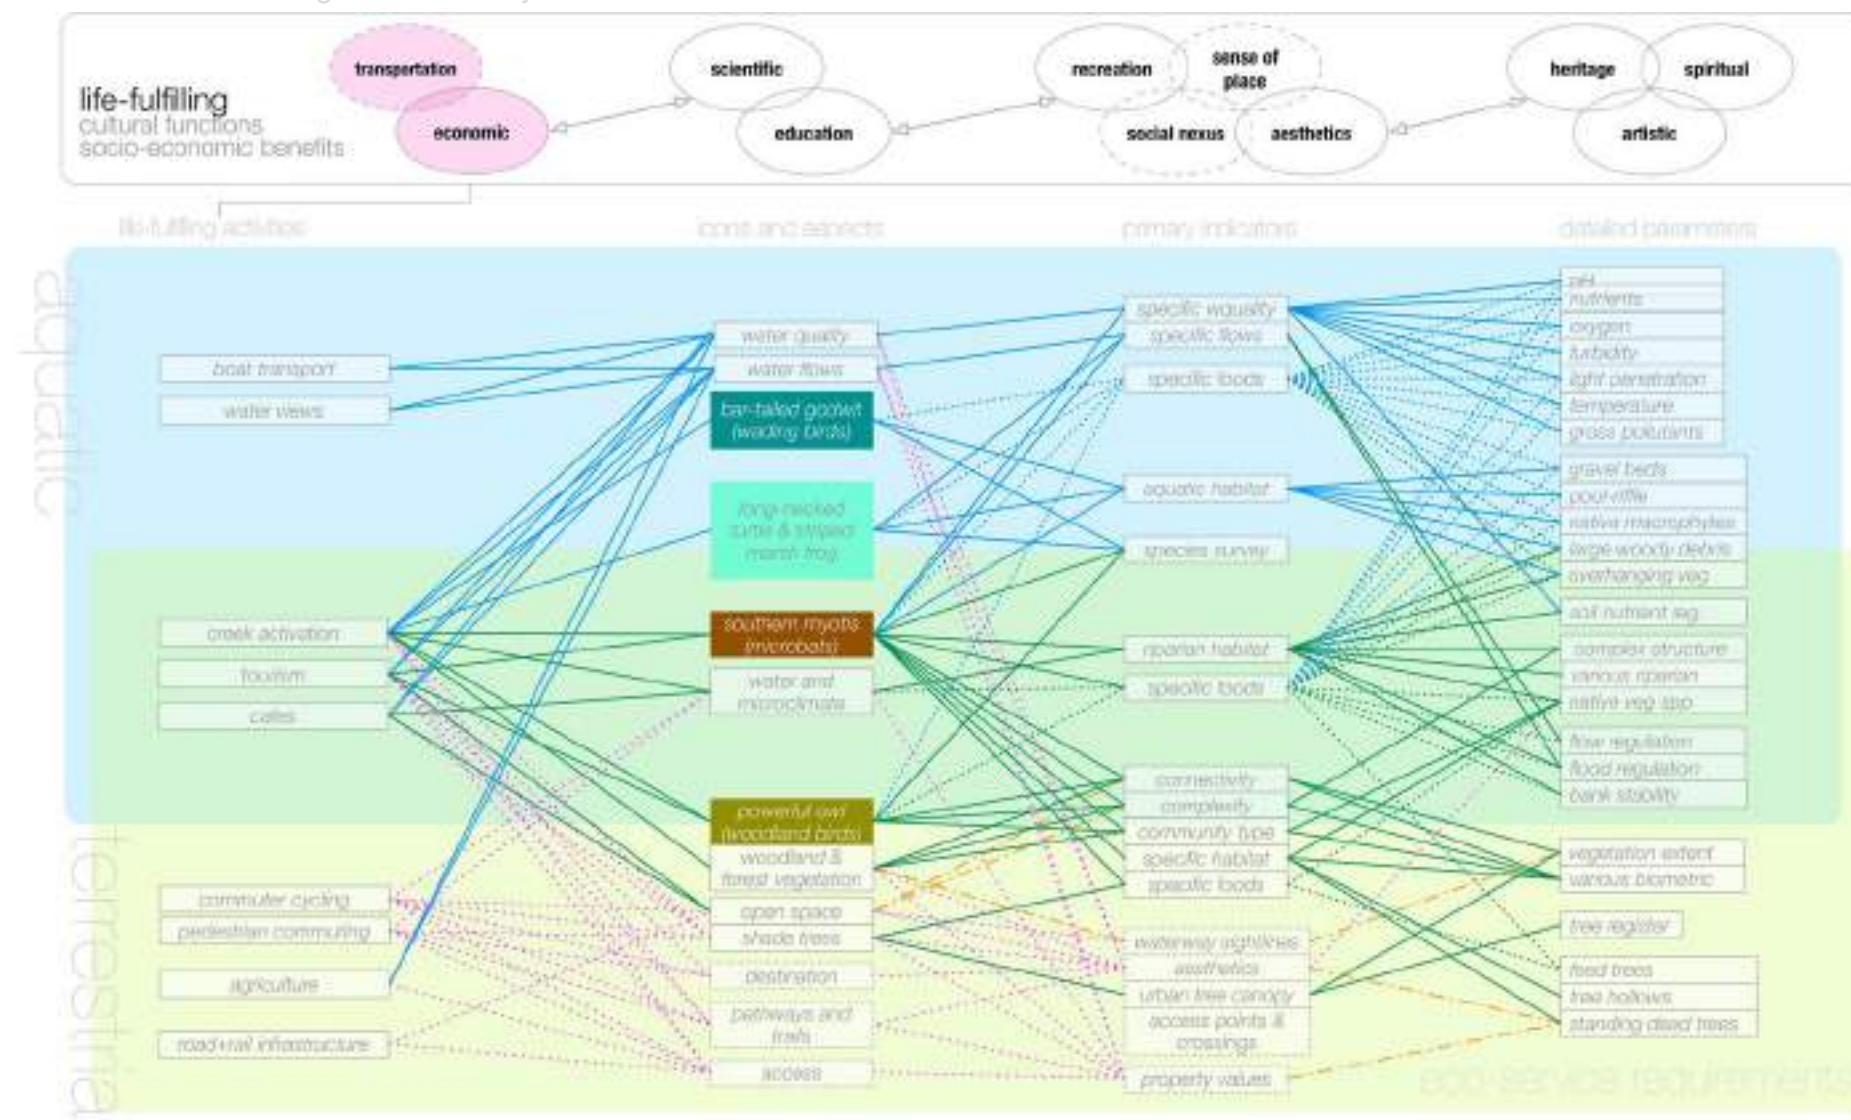 transportation
scientific
recreation
sense of
place
heritage
spiritual
life-fulfilling
cultural functions
socio-economic benefits
economic
education
social nexus
aesthetics
artistic
life-fulfilling activities
icons and aspects
primary indicators
detailed parameters
aquatic
boat transport
water views
creek activation
tourism
cafes
terrestrial
commuter cycling
pedestrian commuting
agriculture
road+rail infrastructure
water quality
water flows
bar-tailed godwit
(wading birds)
long-necked
turtle & striped
marsh frog
southern myotis
(microbats)
water and
microclimate
powerful owl
(woodland birds)
woodland &
forest vegetation
open space
shade trees
destination
pathways and
trails
access
specific wquality
specific flows
specific foods
aquatic habitat
species survey
riparian habitat
specific foods
connectivity
complexity
community type
specific habitat
specific foods
waterway sightlines
aesthetics
urban tree canopy
access points &
crossings
property values
pH
nutrients
oxygen
turbidity
light penetration
temperature
gross pollutants
gravel beds
pool-riffle
native macrophytes
large woody debris
overhanging veg
soil nutrient reg
complex structure
various riparian
native veg spp
flow regulation
flood regulation
bank stability
vegetation extent
various biometric
tree register
feed trees
tree hollows
standing dead trees
eco-service requirements